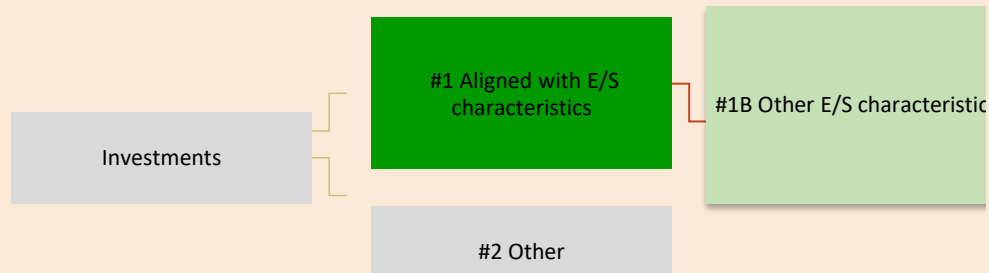 #1 Aligned with E/S
characteristics
#1B Other E/S characteristic
Investments
#2 Other